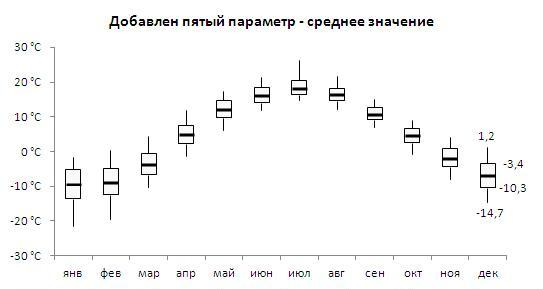 Добавлен пятый параметр - среднее значение
30 °C
20 °C
10 °C
0 °C
-10 °C
-20 °C
-30 °C
1,2
-3,4
-10,3
-14,7
янв фев мар апр май июн июл авг сен окт ноя дек